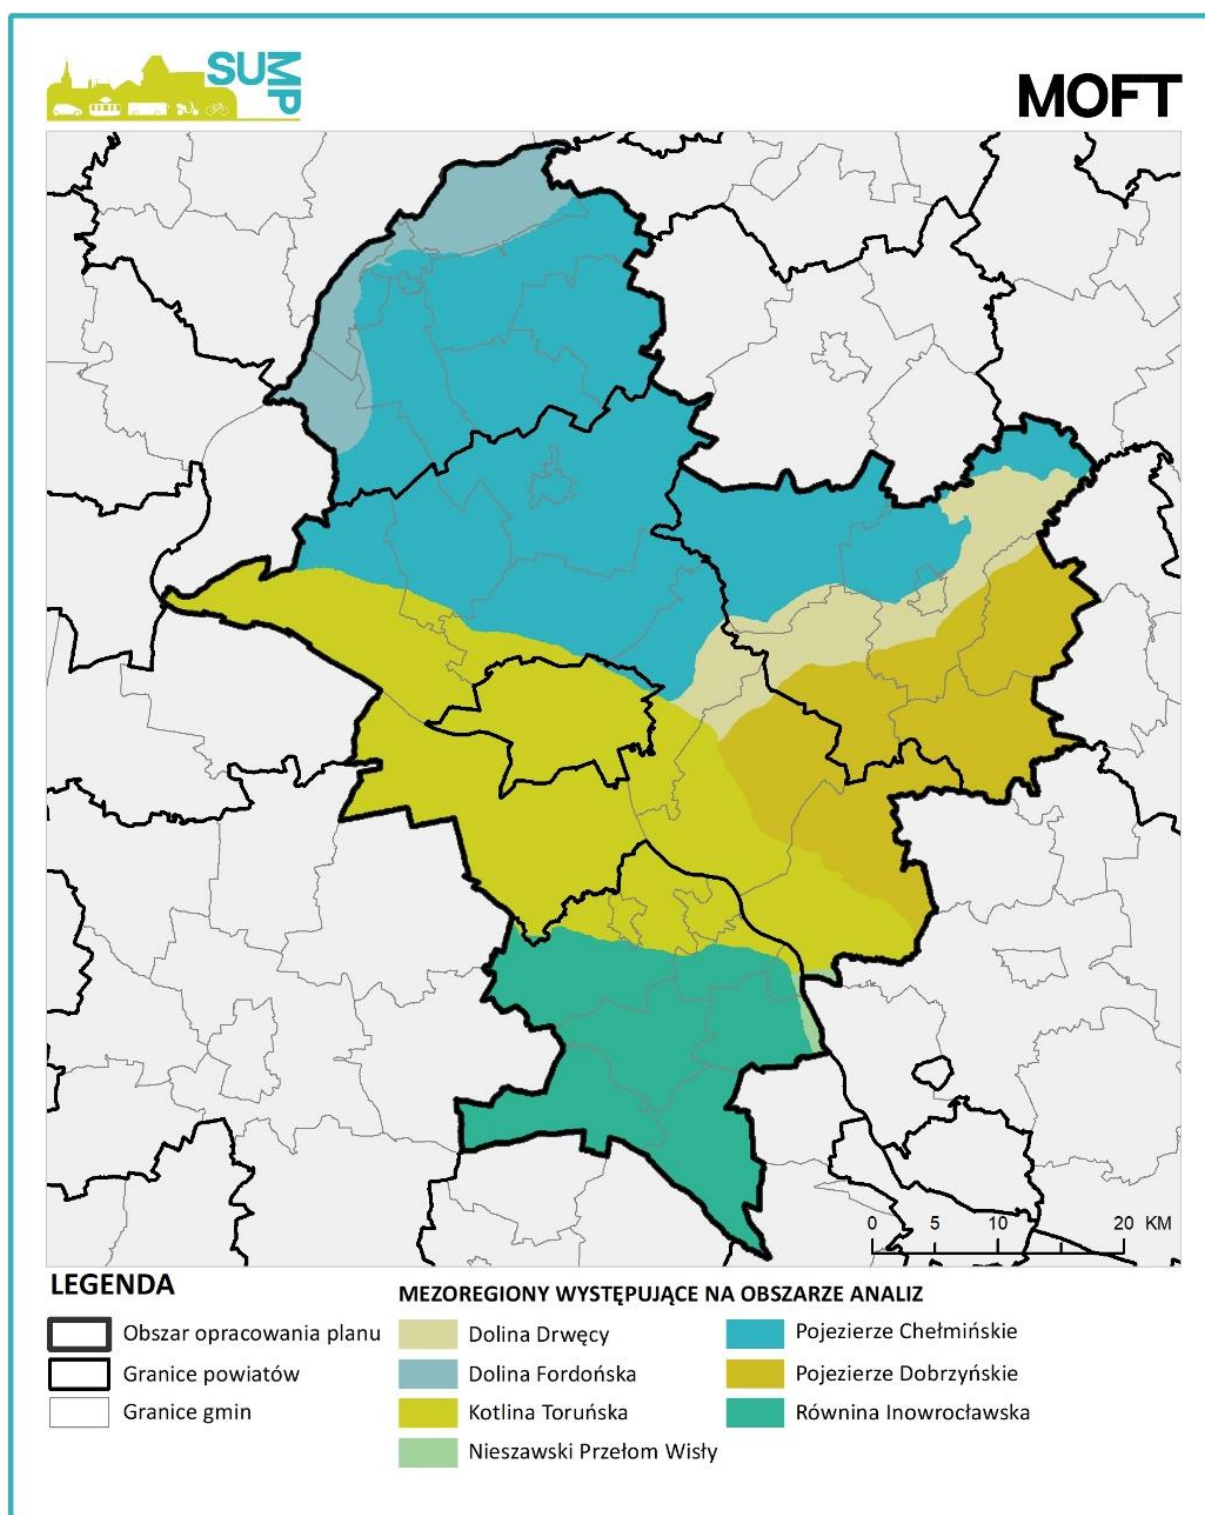 SUMP
MOFT
0 5 10 20 KM
LEGENDA
Obszar opracowania planu
Granice powiatów
Granice gmin
MEZOREGIONY WYSTĘPUJĄCE NA OBSZARZE ANALIZ
Dolina Drwęcy
Dolina Fordońska
Kotlina Toruńska
Nieszawski Przełom Wisły
Pojezierze Chełmińskie
Pojezierze Dobrzyńskie
Równina Inowrocławska